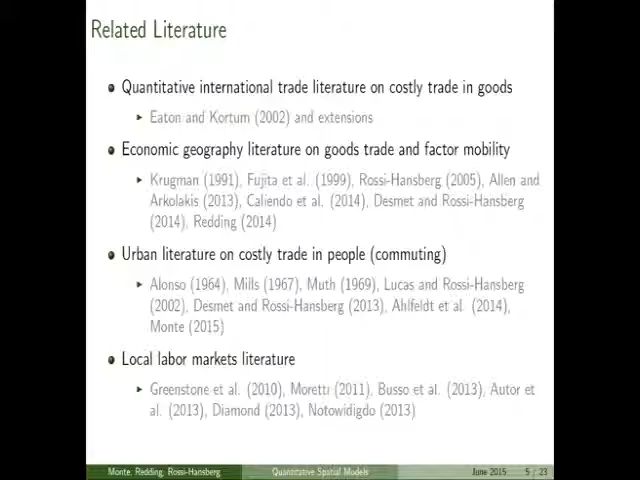 Related Literature
Quantitative international trade literature on costly trade in goods
Eaton and Kortum (2002) and extensions
Economic geography literature on goods trade and factor mobility
Krugman (1991), Fujita et al. (1999), Rossi-Hansberg (2005), Allen and
Arkolakis (2013), Caliendo et al. (2014), Desmet and Rossi-Hansberg
(2014), Redding (2014)
Urban literature on costly trade in people (commuting)
Alonso (1964), Mills (1967), Muth (1969), Lucas and Rossi-Hansberg
(2002), Desmet and Rossi-Hansberg (2013), Ahlfeldt et al. (2014),
Monte (2015)
Local labor markets literature
Greenstone et al. (2010), Moretti (2011), Busso et al. (2013), Autor et
al. (2013), Diamond (2013), Notowidigdo (2013)
Monte, Redding, Rossi-Hansberg Quantitative Spatial Models June 2015 5 / 23